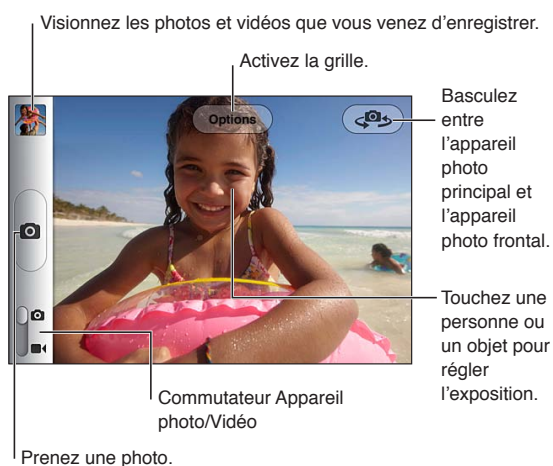 Visionnez les photos et vidéos que vous venez d’enregistrer.
Activez la grille.
Options
Basculez
entre
l’appareil
photo
principal et
l’appareil
photo frontal.
Touchez une
personne ou
un objet pour
régler
l’exposition.
Commutateur Appareil
photo/Vidéo
Prenez une photo.